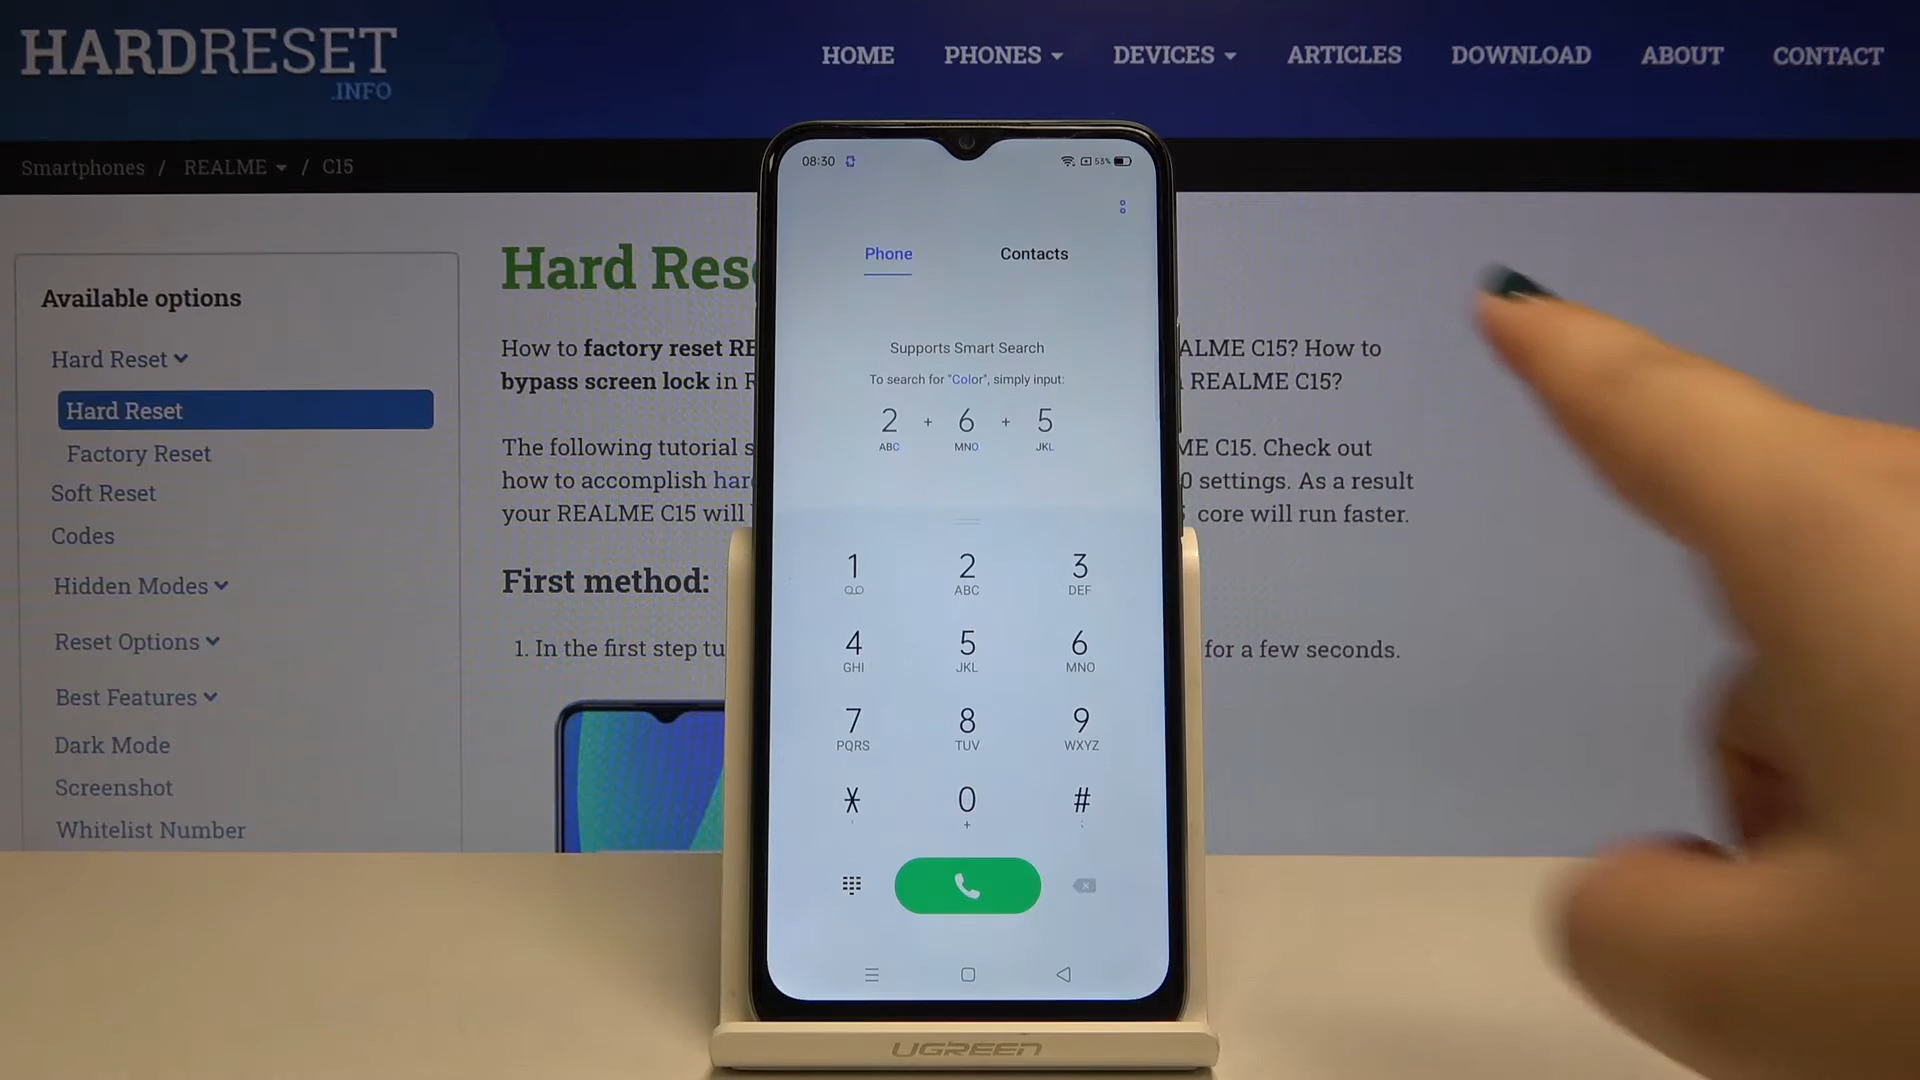 HARDRESET
.INFO
HOME PHONES DEVICES ARTICLES DOWNLOAD ABOUT CONTACT
Smartphones / REALME / C15
Available options
Hard Reset
Hard Reset
Factory Reset
Soft Reset
Codes
Hidden Modes
Reset Options
Best Features
Dark Mode
Screenshot
Whitelist Number
Hard Res
How to factory reset RE ALME C15? How to
bypass screen lock in R REALME C15?
The following tutorial s ME C15. Check out
how to accomplish har 0 settings. As a result
your REALME C15 will core will run faster.
First method:
1. In the first step tu for a few seconds.
08:30 53%
Phone Contacts
Supports Smart Search
To search for "Color", simply input:
2 + 6 + 5
ABC MNO JKL
1 2 3
ABC DEF
4 5 6
GHI JKL MNO
7 8 9
PQRS TUV WXYZ
* 0 #
, + ;
UGREEN